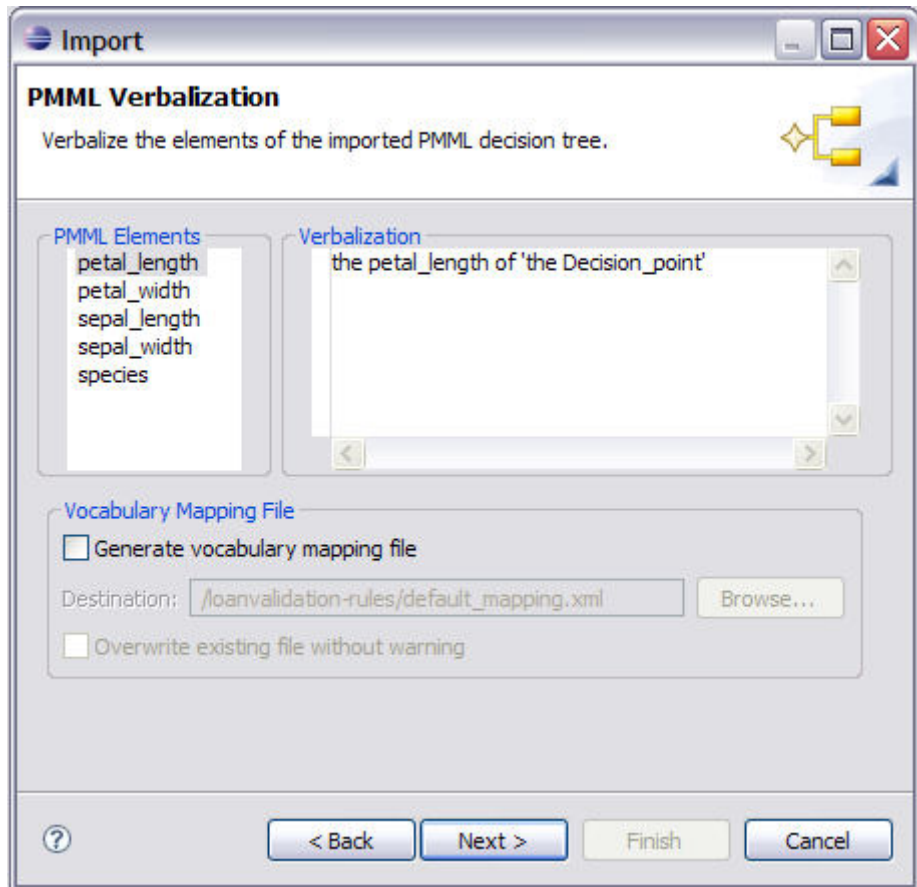 Import
PMML Verbalization
Verbalize the elements of the imported PMML decision tree.
PMML Elements
petal_length
petal_width
sepal_length
sepal_width
species
Verbalization
the petal_length of 'the Decision_point'
Vocabulary Mapping File
Generate vocabulary mapping file
Destination: /loanvalidation-rules/default_mapping.xml Browse...
Overwrite existing file without warning
? < Back Next > Finish Cancel